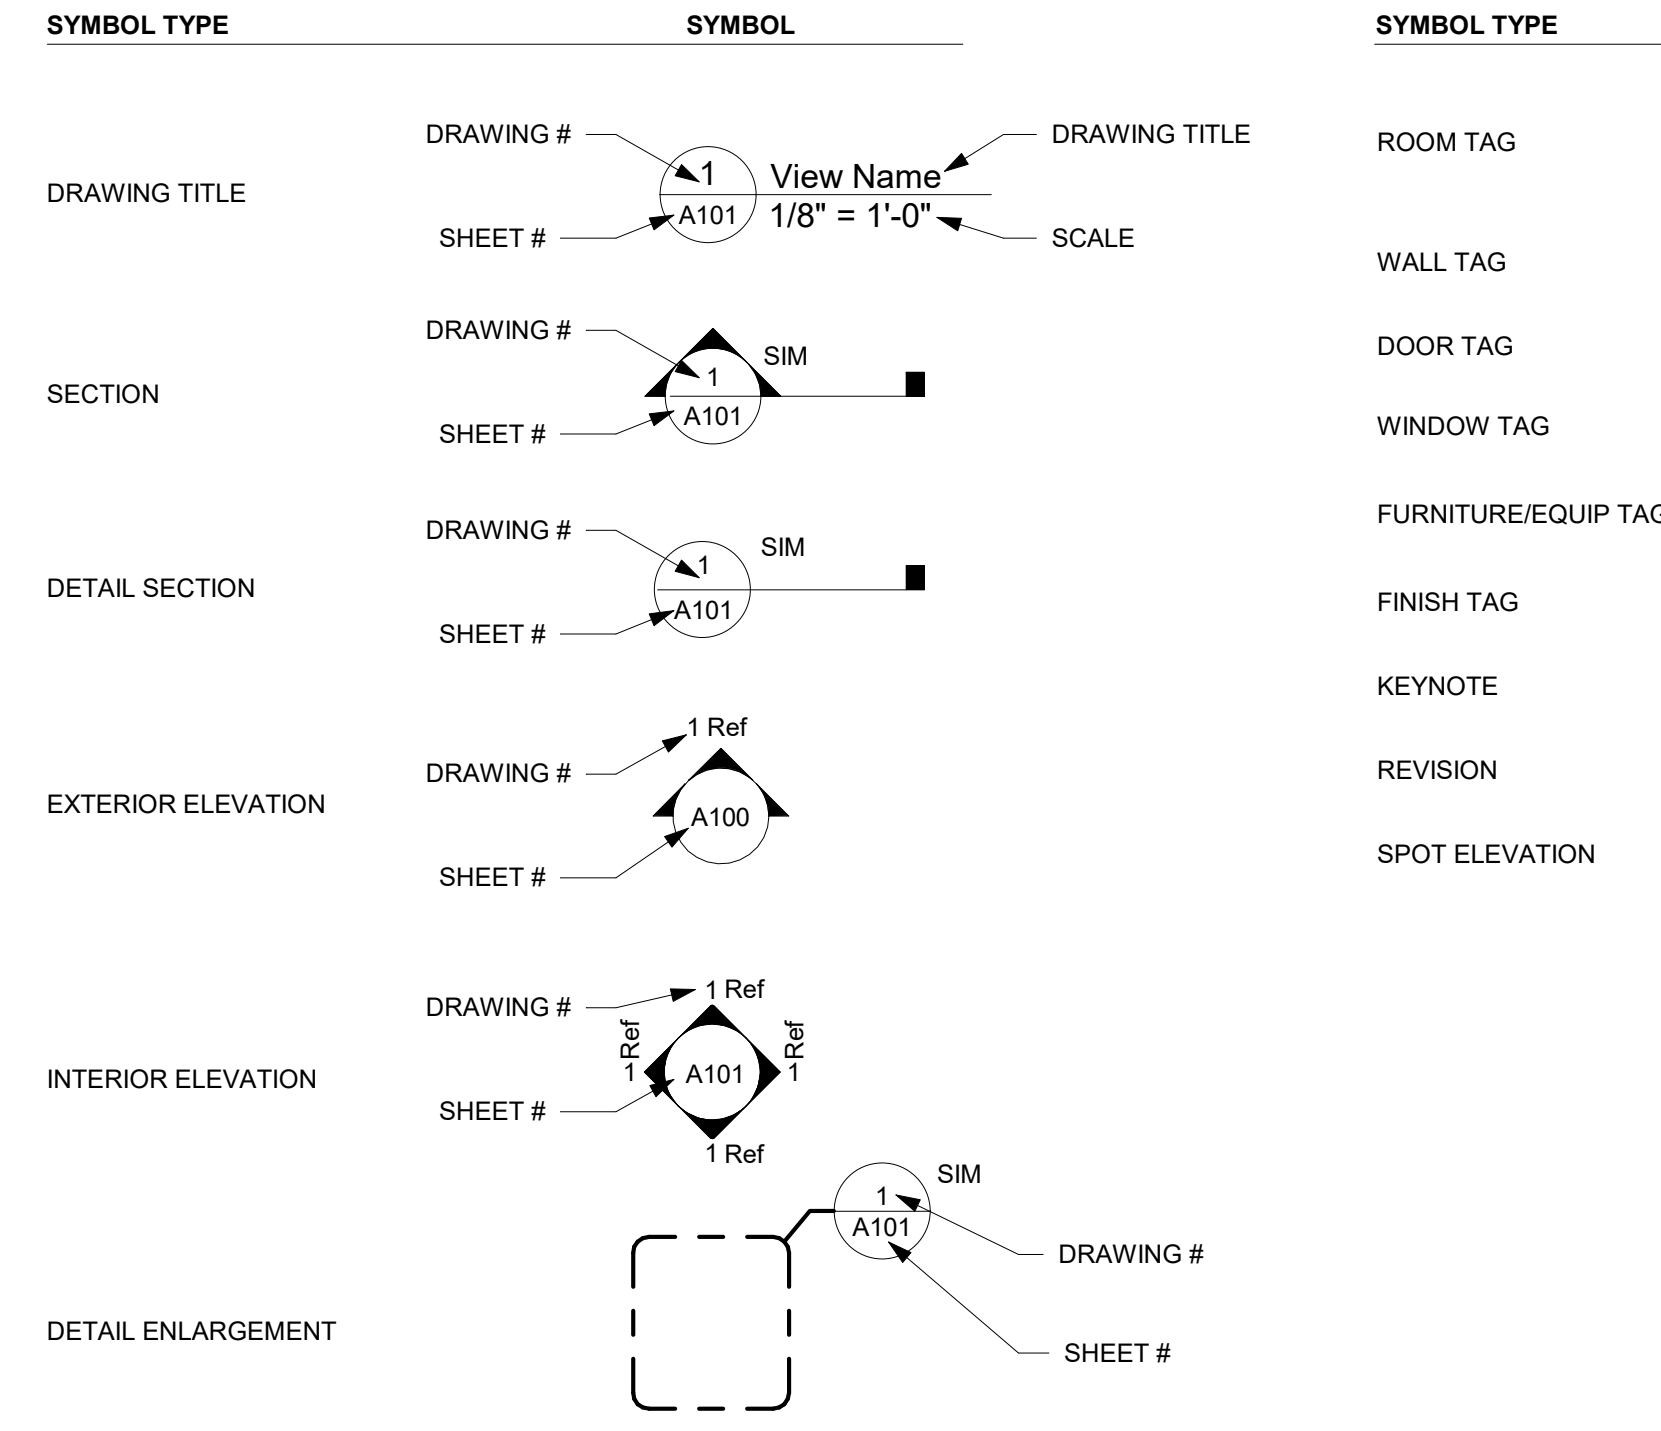 SYMBOL TYPE SYMBOL
DRAWING TITLE
DRAWING #
SHEET #
1
A101
View Name
1/8" = 1'-0"
DRAWING TITLE
SCALE
SECTION
DRAWING #
SHEET #
1
A101
SIM
DETAIL SECTION
DRAWING #
SHEET #
1
A101
SIM
EXTERIOR ELEVATION
DRAWING #
SHEET #
1 Ref
A100
INTERIOR ELEVATION
DRAWING #
SHEET #
1 Ref
1 Ref
A101
1 Ref
1 Ref
DETAIL ENLARGEMENT
1
A101
SIM
DRAWING #
SHEET #
SYMBOL TYPE
ROOM TAG
WALL TAG
DOOR TAG
WINDOW TAG
FURNITURE/EQUIP TAG
FINISH TAG
KEYNOTE
REVISION
SPOT ELEVATION